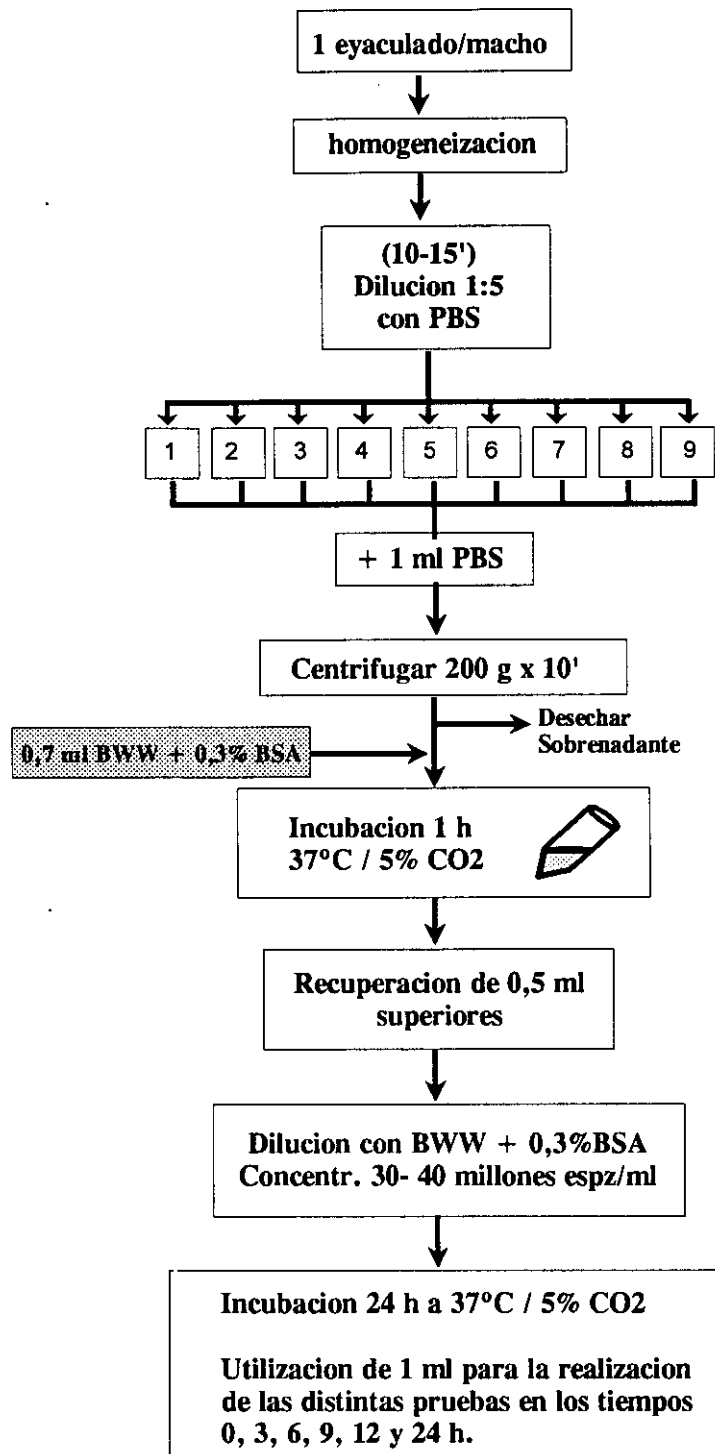 1 eyaculado/macho
homogeneizacion
(10-15')
Dilucion 1:5
con PBS
1 2 3 4 5 6 7 8 9
+ 1 ml PBS
Centrifugar 200 g x 10'
Desechar
Sobrenadante
0,7 ml BWW + 0,3% BSA
Incubacion 1 h
37°C / 5% CO2
Recuperacion de 0,5 ml
superiores
Dilucion con BWW + 0,3%BSA
Concentr. 30- 40 millones espz/ml
Incubacion 24 h a 37°C / 5% CO2
Utilizacion de 1 ml para la realizacion
de las distintas pruebas en los tiempos
0, 3, 6, 9, 12 y 24 h.